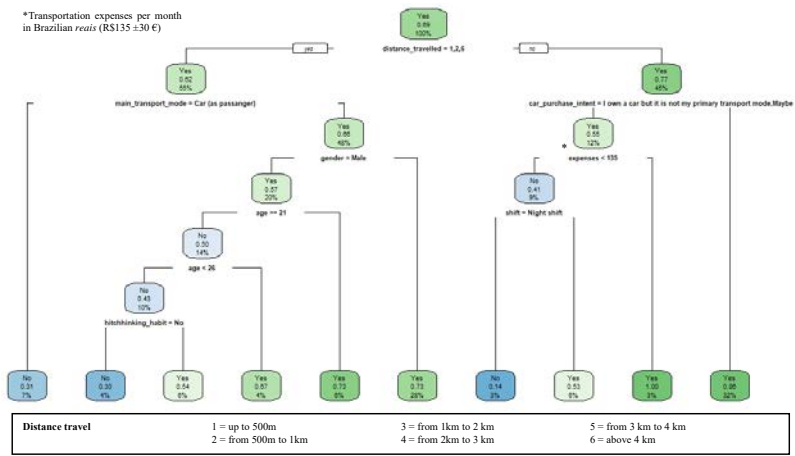 *Transportation expenses per month
in Brazilian reais (R$135 ±30 €)
Yes
0.69
100%
yes
distance_travelled = 1,2,6
no
Yes
0.62
55%
Yes
0.77
45%
main_transport_mode = Car (as passanger)
car_purchase_intent = I own a car but it is not my primary transport mode,Maybe
Yes
0.66
48%
Yes
0.55
12%
*
gender = Male
expenses < 135
Yes
0.57
20%
No
0.41
9%
age >= 21
shift = Night shift
No
0.50
14%
age < 26
No
0.45
10%
hitchhinking_habit = No
No
0.31
7%
No
0.30
4%
Yes
0.54
6%
Yes
0.67
4%
Yes
0.73
6%
Yes
0.73
28%
No
0.14
3%
Yes
0.53
6%
Yes
1.00
3%
Yes
32%
Distance travel
1 = up to 500m
3 = from 1km to 2 km
5 = from 3 km to 4 km
2 = from 500m to 1km
4 = from 2km to 3 km
6 = above 4 km